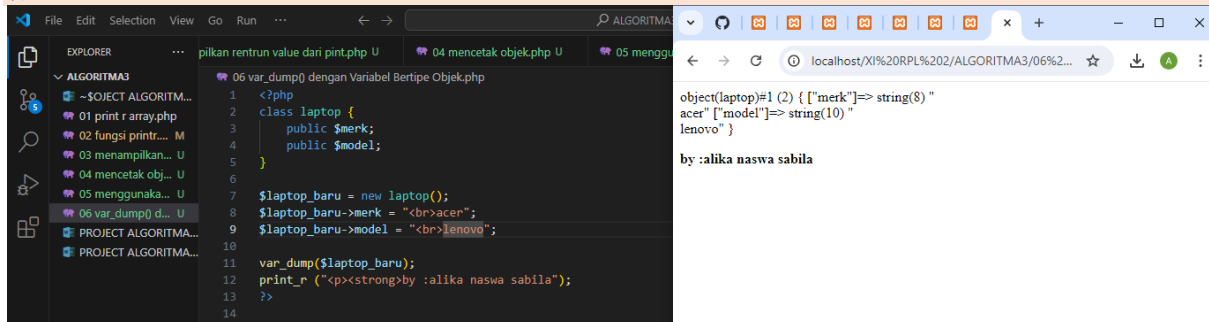 File Edit Selection View Go Run ··· ← → ALGORITMA3
EXPLORER ···
ALGORITMA3
~$OJECT ALGORITM...
01 print r array.php
02 fungsi printr.... M
03 menampilkan... U
04 mencetak obj... U
05 menggunaka... U
06 var_dump() d... U
PROJECT ALGORITMA...
PROJECT ALGORITMA...
5
pilkan rentrun value dari pint.php U 04 mencetak objek.php U 05 menggu
06 var_dump() dengan Variabel Bertipe Objek.php
1 <?php
2 class laptop {
3 public $merk;
4 public $model;
5 }
6
7 $laptop_baru = new laptop();
8 $laptop_baru->merk = "<br>acer";
9 $laptop_baru->model = "<br>lenovo";
10
11 var_dump($laptop_baru);
12 print_r ("<p><strong>by :alika naswa sabila");
13 ?>
14
localhost/XI%20RPL%202/ALGORITMA3/06%2...
A
object(laptop)#1 (2) { ["merk"]=> string(8) "
acer" ["model"]=> string(10) "
lenovo" }
by :alika naswa sabila